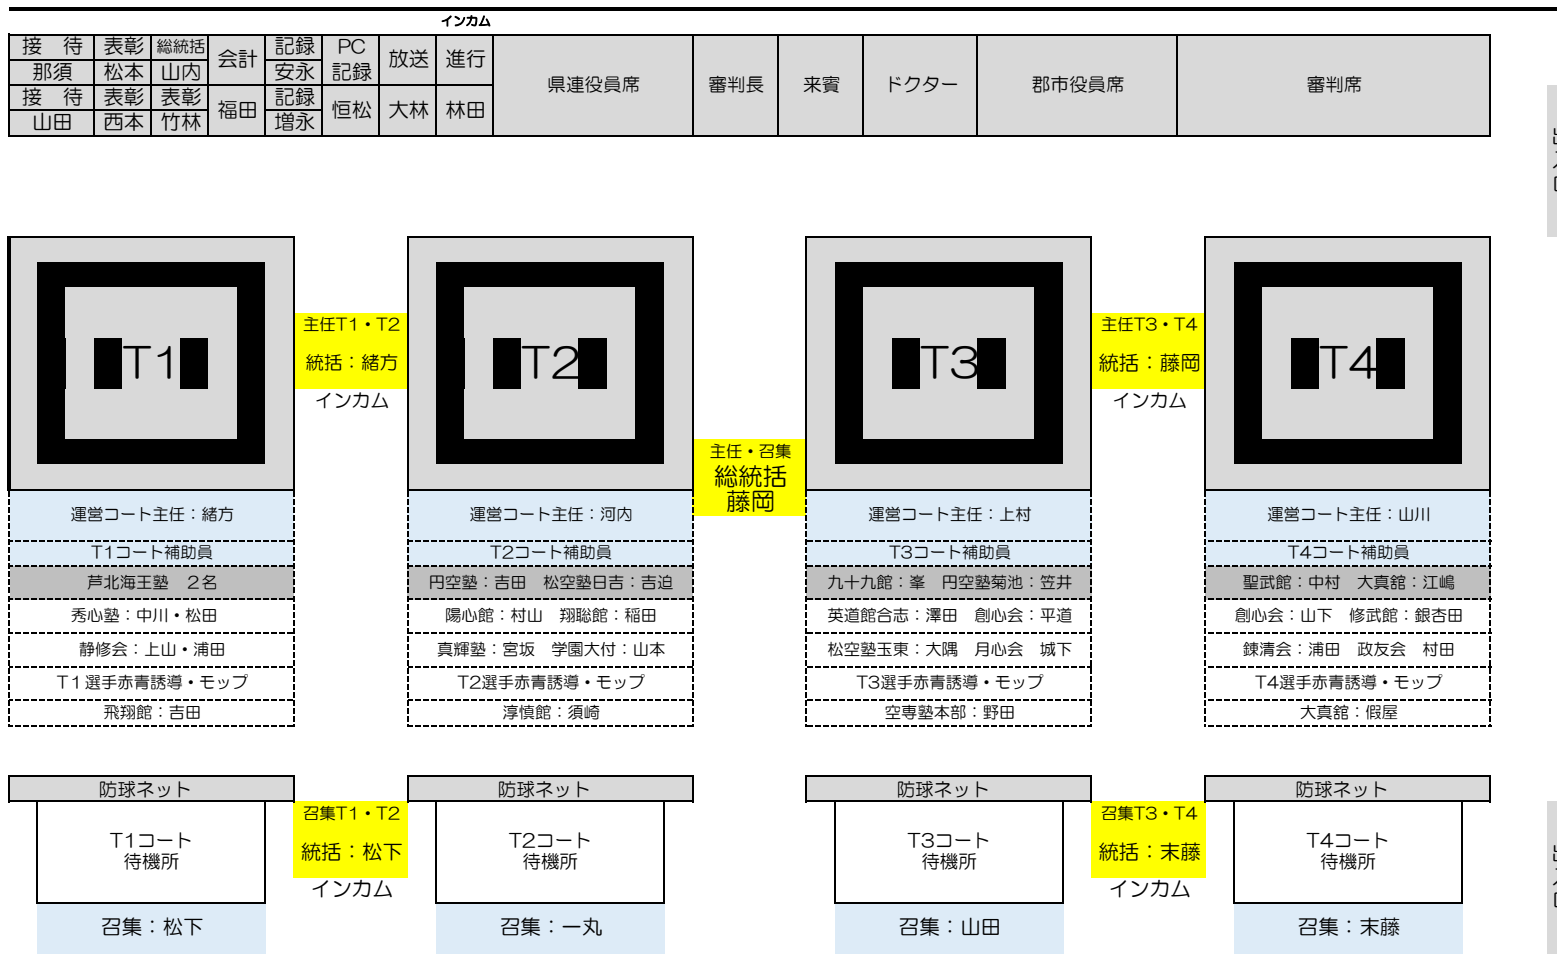 インカム
接　待 表彰 総統括 会計 記録 PC 放送 進行 県連役員席 審判長 来賓 ドクター 郡市役員席 審判席
那須 松本 山内 安永 記録
接　待 表彰 表彰 福田 記録 恒松 大林 林田
山田 西本 竹林 増永
出入口
T1 T2 T3 T4
主任T1・T2 主任T3・T4
統括：緒方 統括：藤岡
インカム インカム
主任・召集
総統括
藤岡
運営コート主任：緒方 運営コート主任：河内 運営コート主任：上村 運営コート主任：山川
T1コート補助員 T2コート補助員 T3コート補助員 T4コート補助員
芦北海王塾　２名 円空塾：吉田　松空塾日吉：吉迫 九十九館：峯　円空塾菊池：笠井 聖武館：中村　大真舘：江嶋
秀心塾：中川・松田 陽心館：村山　翔聡館：稲田 英道館合志：澤田　創心会：平道 創心会：山下　修武館：銀杏田
静修会：上山・浦田 真輝塾：宮坂　学園大付：山本 松空塾玉東：大隅　月心会　城下 錬清会：浦田　政友会　村田
T１選手赤青誘導・モップ T2選手赤青誘導・モップ T3選手赤青誘導・モップ T4選手赤青誘導・モップ
飛翔館：吉田 淳慎館：須崎 空専塾本部：野田 大真舘：假屋
防球ネット 防球ネット 防球ネット 防球ネット
召集T1・T2 召集T3・T4
T1コート T2コート T3コート T4コート
待機所 待機所 待機所 待機所
統括：松下 統括：末藤
インカム インカム
出入口
召集：松下 召集：一丸 召集：山田 召集：末藤